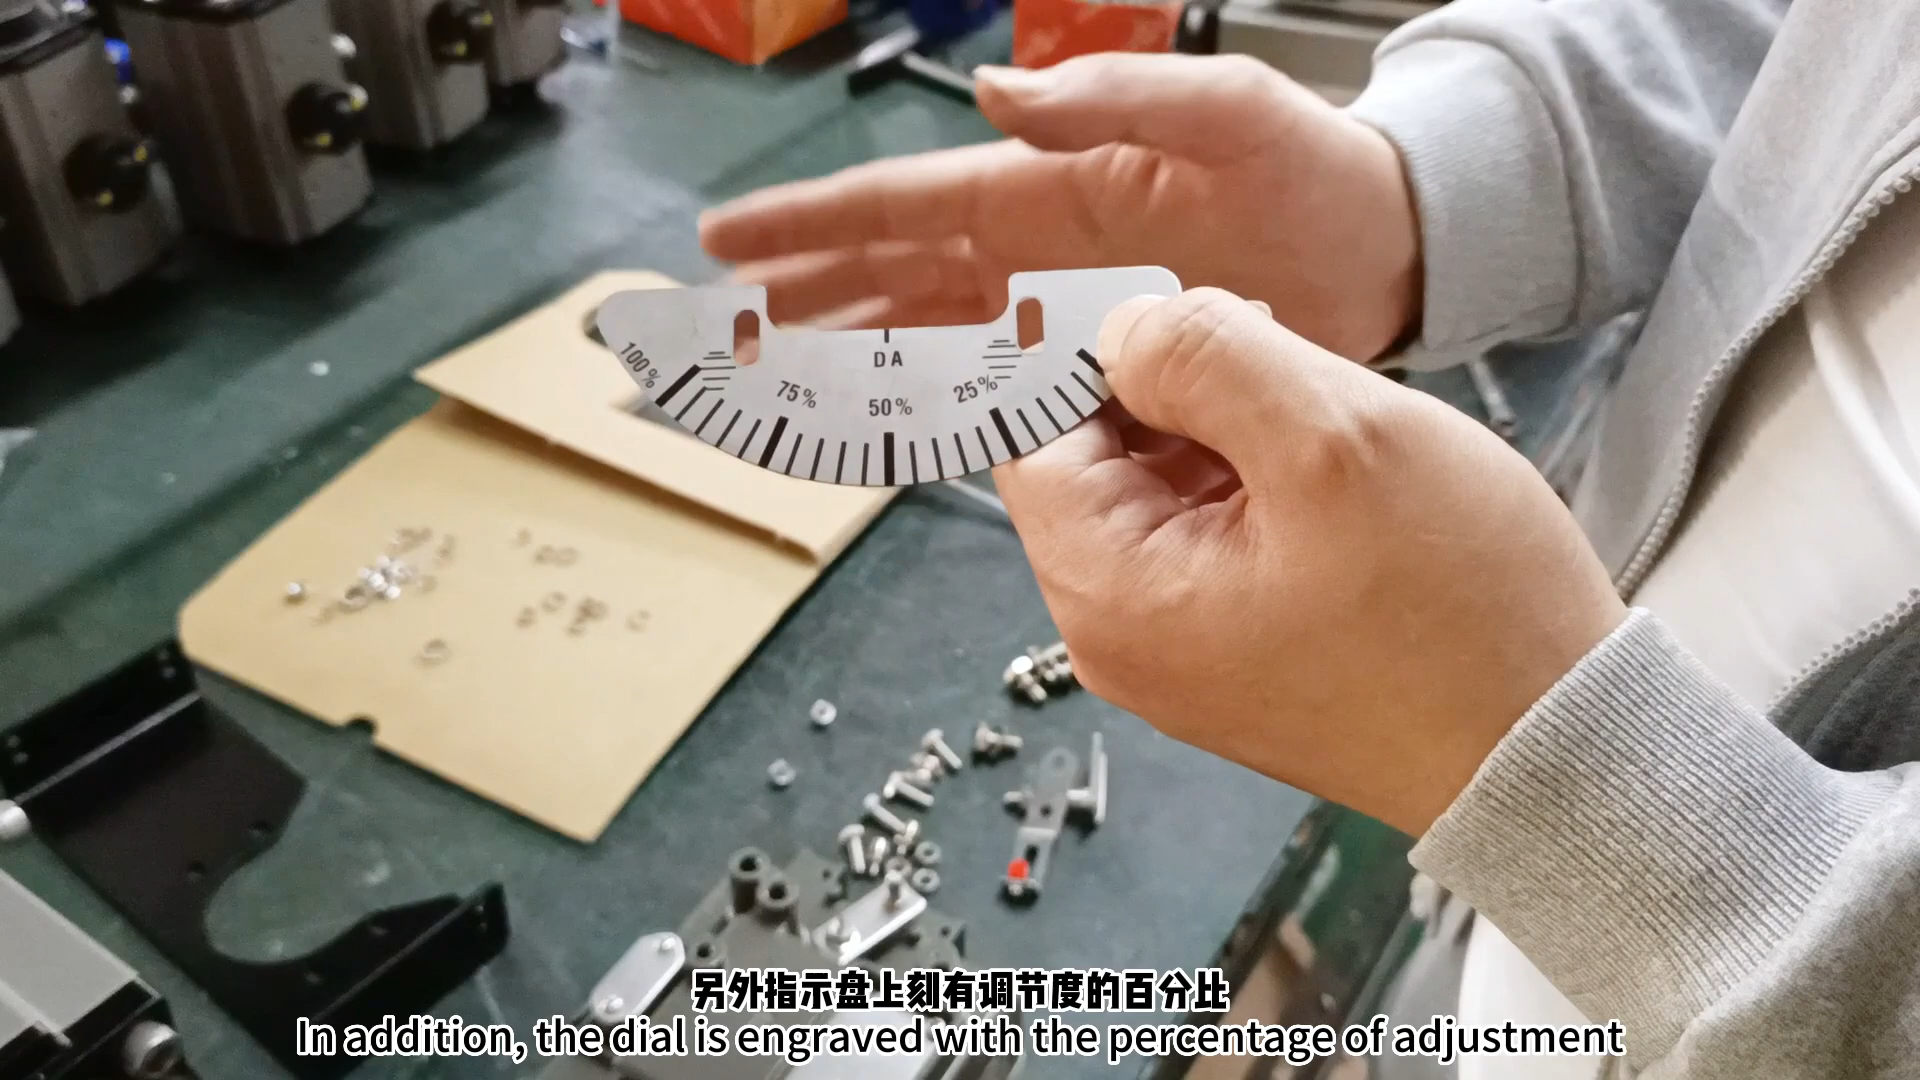 DA
100%
75%
50%
25%
另外指示盘上刻有调节度的百分比
In addition, the dial is engraved with the percentage of adjustment